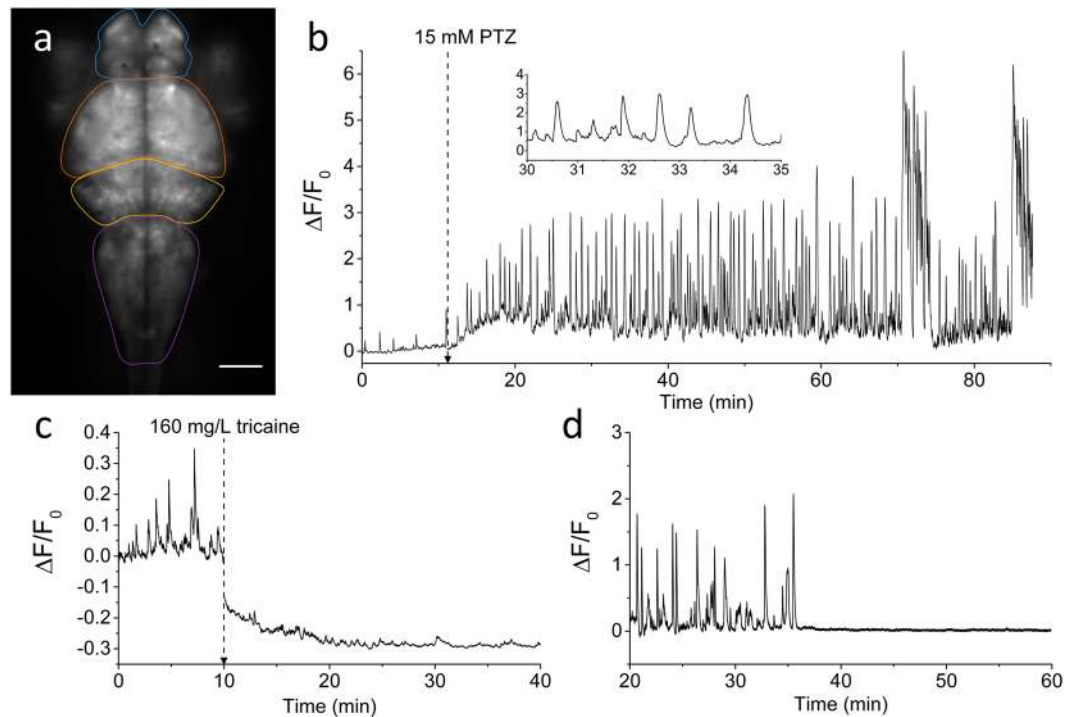 a
b
15 mM PTZ
ΔF/F0
6
5
4
3
2
1
0
4
3
2
1
0
30 31 32 33 34 35
0 20 40 60 80
Time (min)
c
160 mg/L tricaine
ΔF/F0
0.4
0.3
0.2
0.1
0.0
-0.1
-0.2
-0.3
0 10 20 30 40
Time (min)
d
ΔF/F0
3
2
1
0
20 30 40 50 60
Time (min)